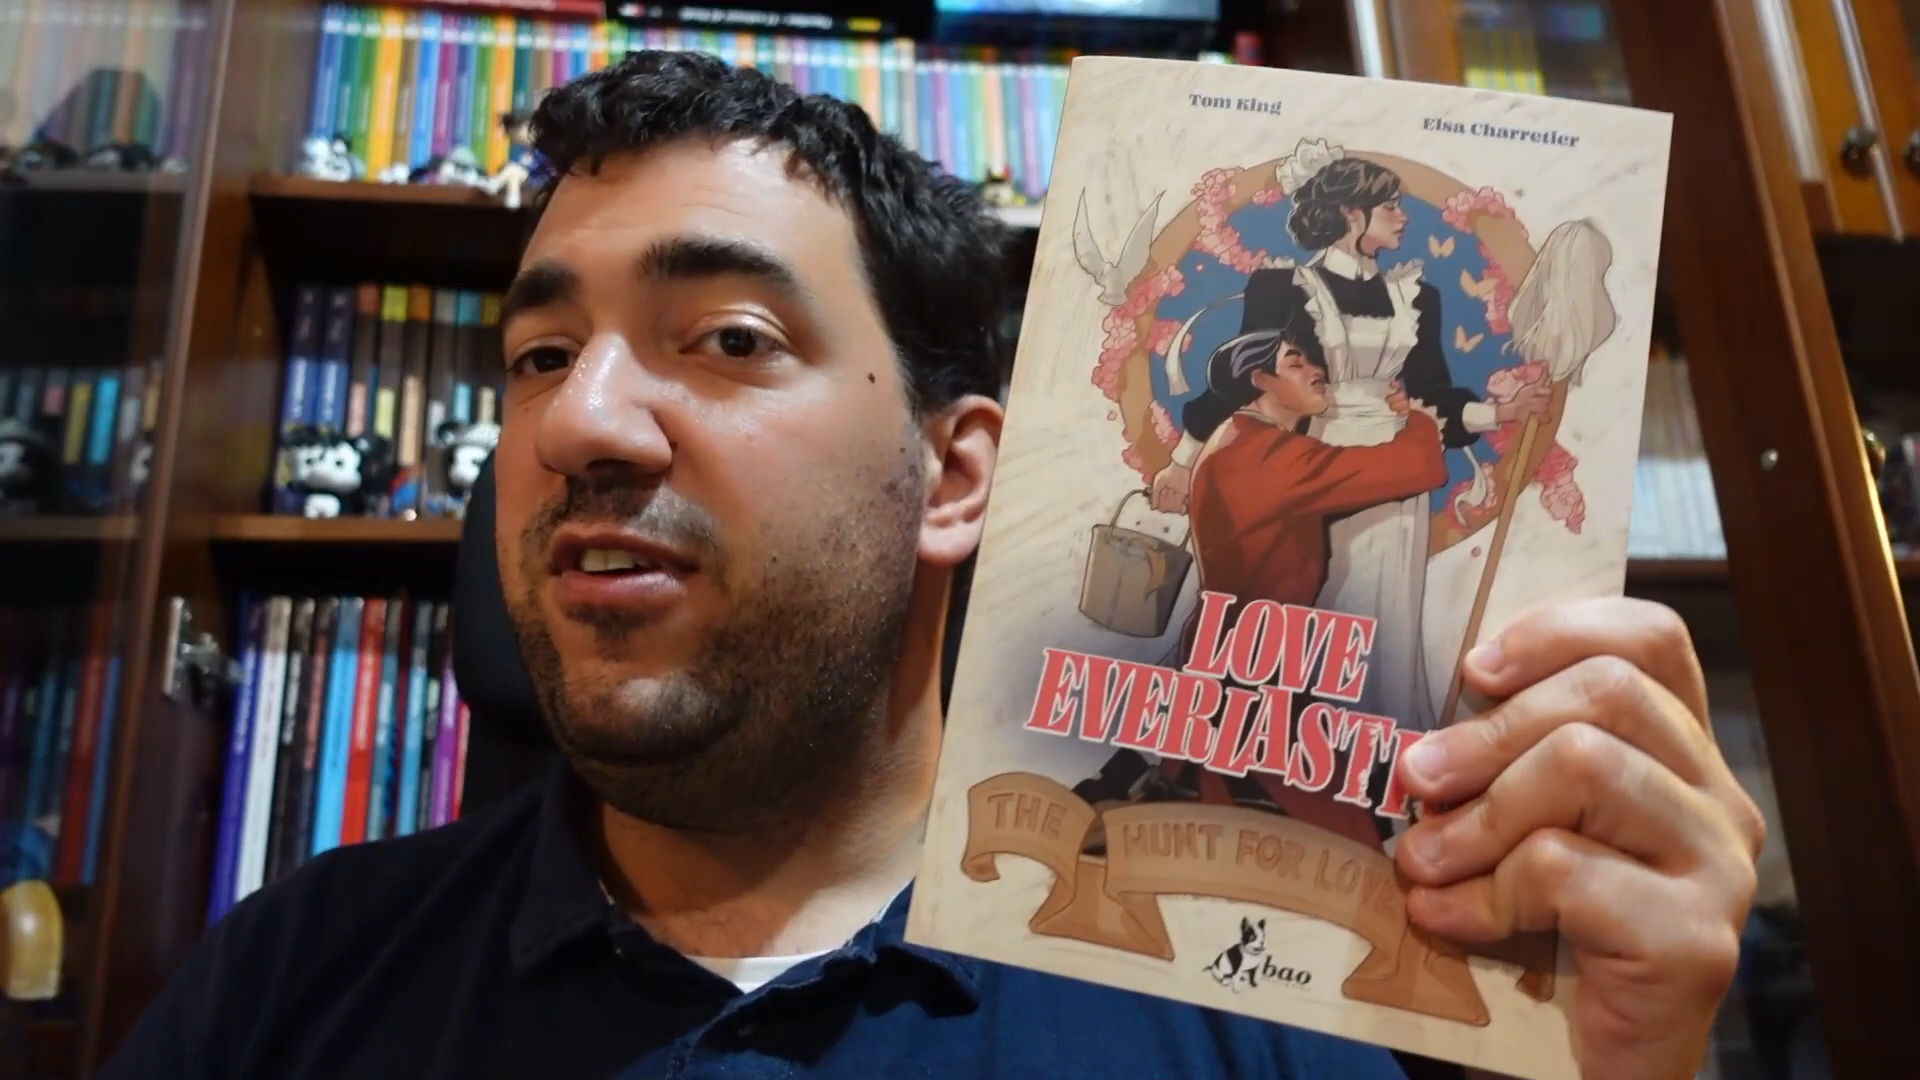 Tom King
Elsa Charretier
LOVE
EVERLASTI
THE HUNT FOR LOVE
bao